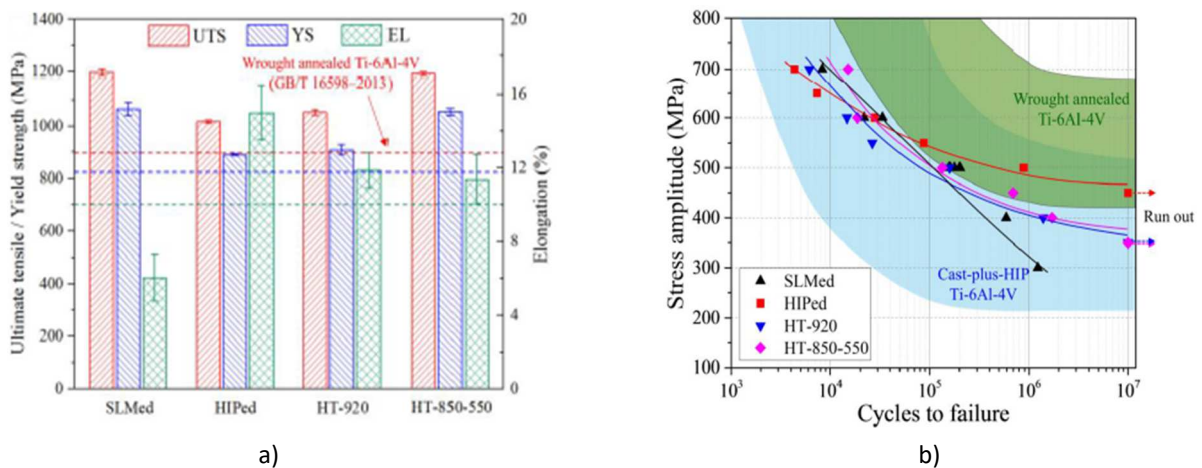 1400
1200
1000
800
600
400
200
0
Ultimate tensile / Yield strength (MPa)
UTS YS EL
Wrought annealed Ti-6Al-4V
(GB/T 16598–2013)
20
16
12
8
4
0
Elongation (%)
SLMed HIPed HT-920 HT-850-550
a)
800
700
600
500
400
300
200
100
Stress amplitude (MPa)
Wrought annealed
Ti-6Al-4V
Run out
Cast-plus-HIP
Ti-6Al-4V
SLMed
HIPed
HT-920
HT-850-550
10³ 10⁴ 10⁵ 10⁶ 10⁷
Cycles to failure
b)